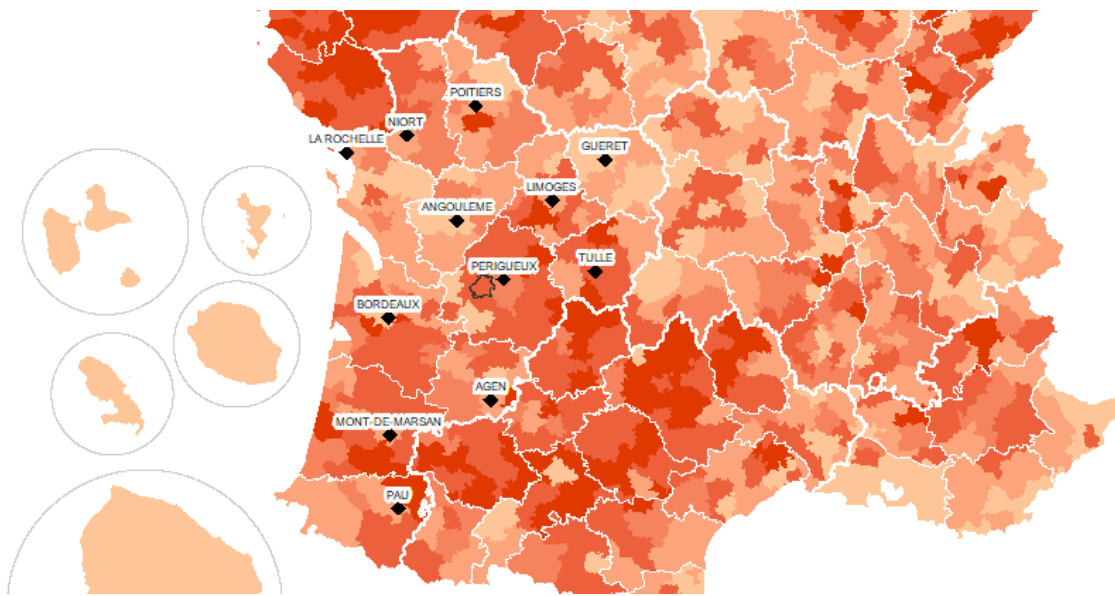 POITIERS
NIORT
LA ROCHELLE
GUERET
LIMOGES
ANGOULEME
TULLE
PERIGUEUX
BORDEAUX
AGEN
MONT-DE-MARSAN
PAU